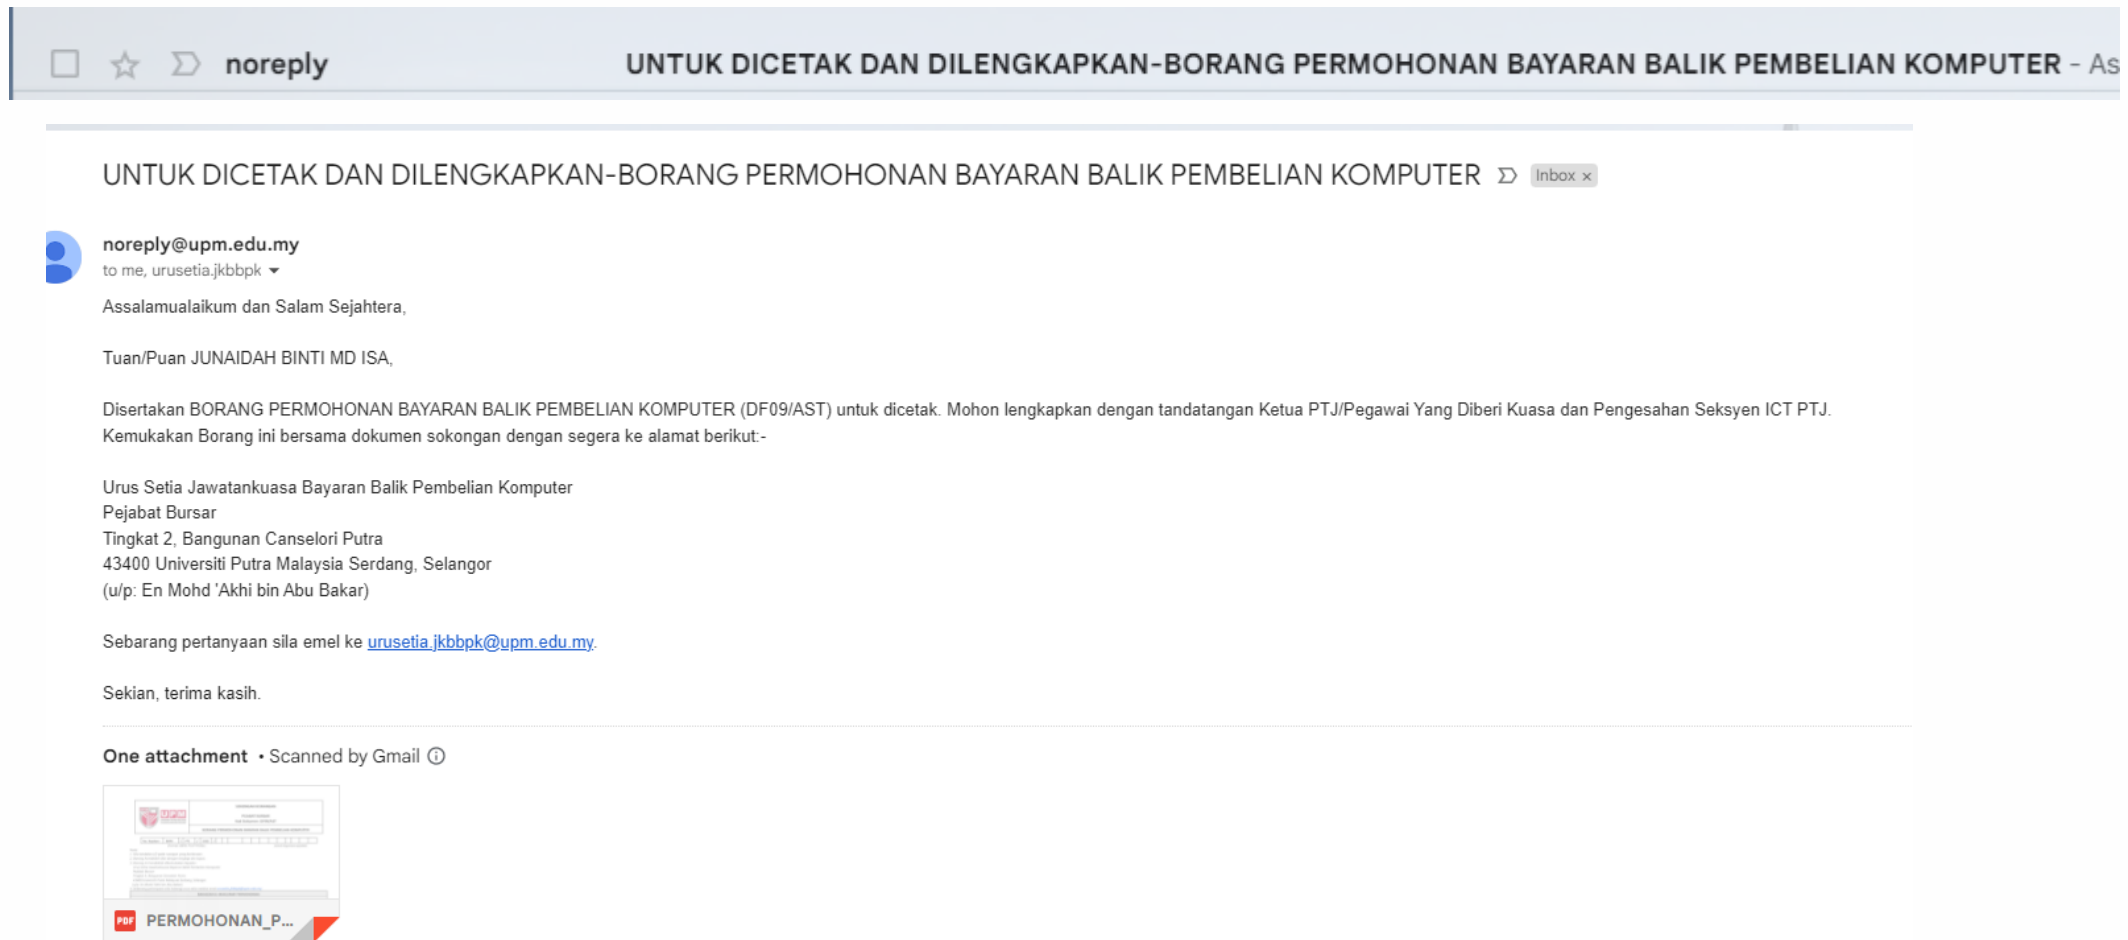 noreply UNTUK DICETAK DAN DILENGKAPKAN-BORANG PERMOHONAN BAYARAN BALIK PEMBELIAN KOMPUTER - As
UNTUK DICETAK DAN DILENGKAPKAN-BORANG PERMOHONAN BAYARAN BALIK PEMBELIAN KOMPUTER Inbox ×
noreply@upm.edu.my
to me, urusetia.jkbbpk
Assalamualaikum dan Salam Sejahtera,
Tuan/Puan JUNAIDAH BINTI MD ISA,
Disertakan BORANG PERMOHONAN BAYARAN BALIK PEMBELIAN KOMPUTER (DF09/AST) untuk dicetak. Mohon lengkapkan dengan tandatangan Ketua PTJ/Pegawai Yang Diberi Kuasa dan Pengesahan Seksyen ICT PTJ.
Kemukakan Borang ini bersama dokumen sokongan dengan segera ke alamat berikut:-
Urus Setia Jawatankuasa Bayaran Balik Pembelian Komputer
Pejabat Bursar
Tingkat 2, Bangunan Canselori Putra
43400 Universiti Putra Malaysia Serdang, Selangor
(u/p: En Mohd 'Akhi bin Abu Bakar)
Sebarang pertanyaan sila emel ke urusetia.jkbbpk@upm.edu.my.
Sekian, terima kasih.
One attachment • Scanned by Gmail
UPM
PDF PERMOHONAN_P...